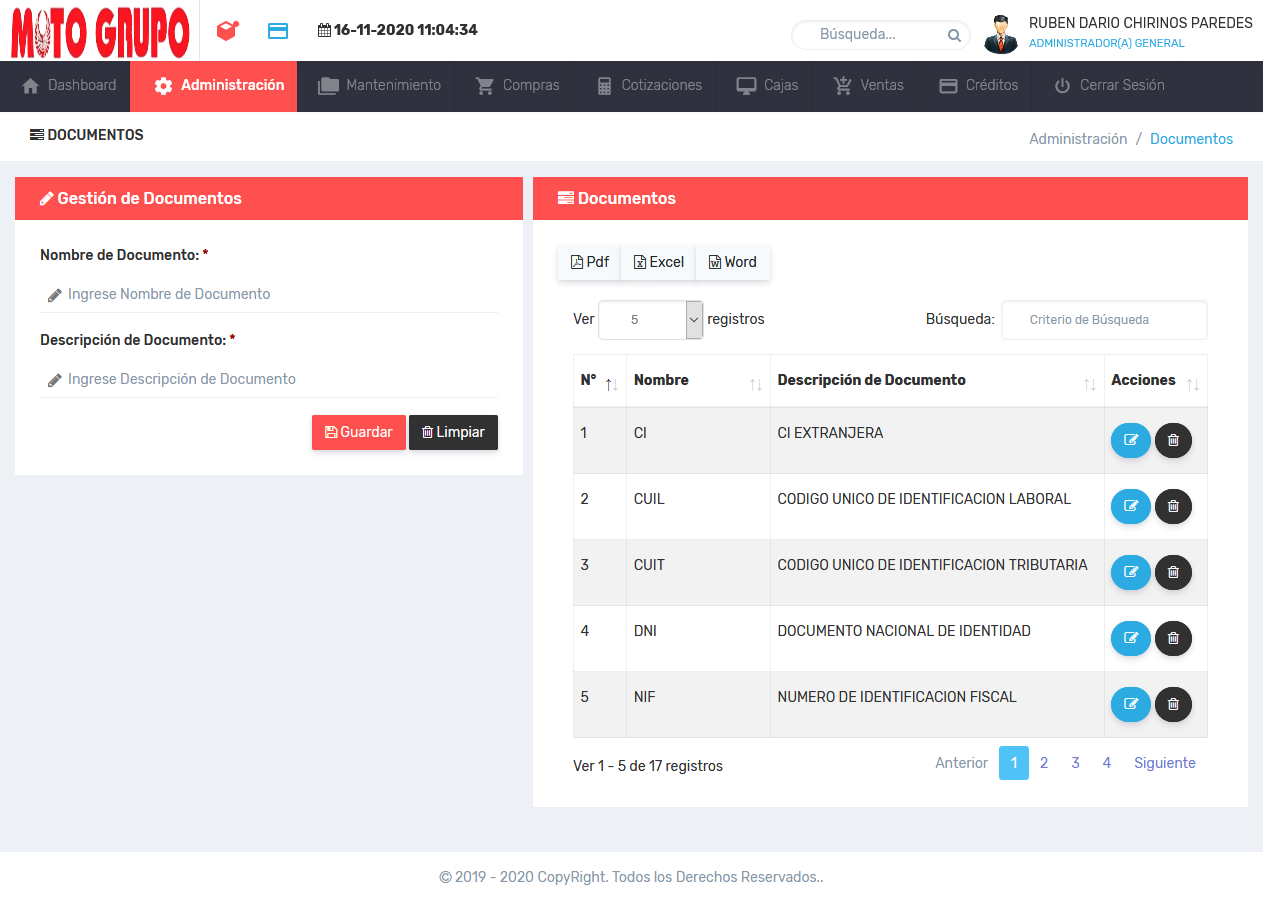 MOTO GRUPO
16-11-2020 11:04:34
Búsqueda...
RUBEN DARIO CHIRINOS PAREDES
ADMINISTRADOR(A) GENERAL
Dashboard Administración Mantenimiento Compras Cotizaciones Cajas Ventas Créditos Cerrar Sesión
DOCUMENTOS
Administración / Documentos
Gestión de Documentos
Nombre de Documento: *
Ingrese Nombre de Documento
Descripción de Documento: *
Ingrese Descripción de Documento
Guardar Limpiar
Documentos
Pdf Excel Word
Ver 5 registros Búsqueda: Criterio de Búsqueda
N° Nombre Descripción de Documento Acciones
1 CI CI EXTRANJERA
2 CUIL CODIGO UNICO DE IDENTIFICACION LABORAL
3 CUIT CODIGO UNICO DE IDENTIFICACION TRIBUTARIA
4 DNI DOCUMENTO NACIONAL DE IDENTIDAD
5 NIF NUMERO DE IDENTIFICACION FISCAL
Ver 1 - 5 de 17 registros Anterior 1 2 3 4 Siguiente
© 2019 - 2020 CopyRight. Todos los Derechos Reservados..